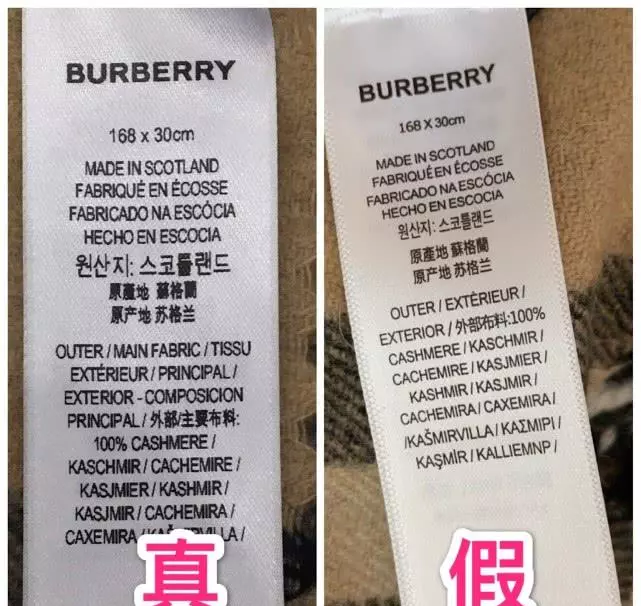 BURBERRY
168 x 30cm
MADE IN SCOTLAND
FABRIQUÉ EN ÉCOSSE
FABRICADO NA ESCÓCIA
HECHO EN ESCOCIA
원산지: 스코틀랜드
原產地 蘇格蘭
原产地 苏格兰
OUTER / MAIN FABRIC / TISSU
EXTÉRIEUR / PRINCIPAL /
EXTERIOR - COMPOSICION
PRINCIPAL / 外部/主要布料:
100% CASHMERE /
KASCHMIR / CACHEMIRE /
KASJMIER / KASHMIR /
KASJMIR / CACHEMIRA /
CAXEMIRA /
真
BURBERRY
168 X 30cm
MADE IN SCOTLAND
FABRIQUÉ EN ÉCOSSE
FABRICADO NA ESCÓCIA
HECHO EN ESCOCIA
원산지: 스코틀랜드
原產地 蘇格蘭
原产地 苏格兰
OUTER / EXTÈRIEUR /
EXTERIOR / 外部布料:100%
CASHMERE / KASCHMIR /
CACHEMIRE / KASJMIER /
KASHMIR / KASJMIR /
CACHEMIRA / CAXEMIRA /
/KAŠMIRVILLA / ΚΑΣΜΙΡΙ /
KAŞMİR / KALLIEMNP /
假